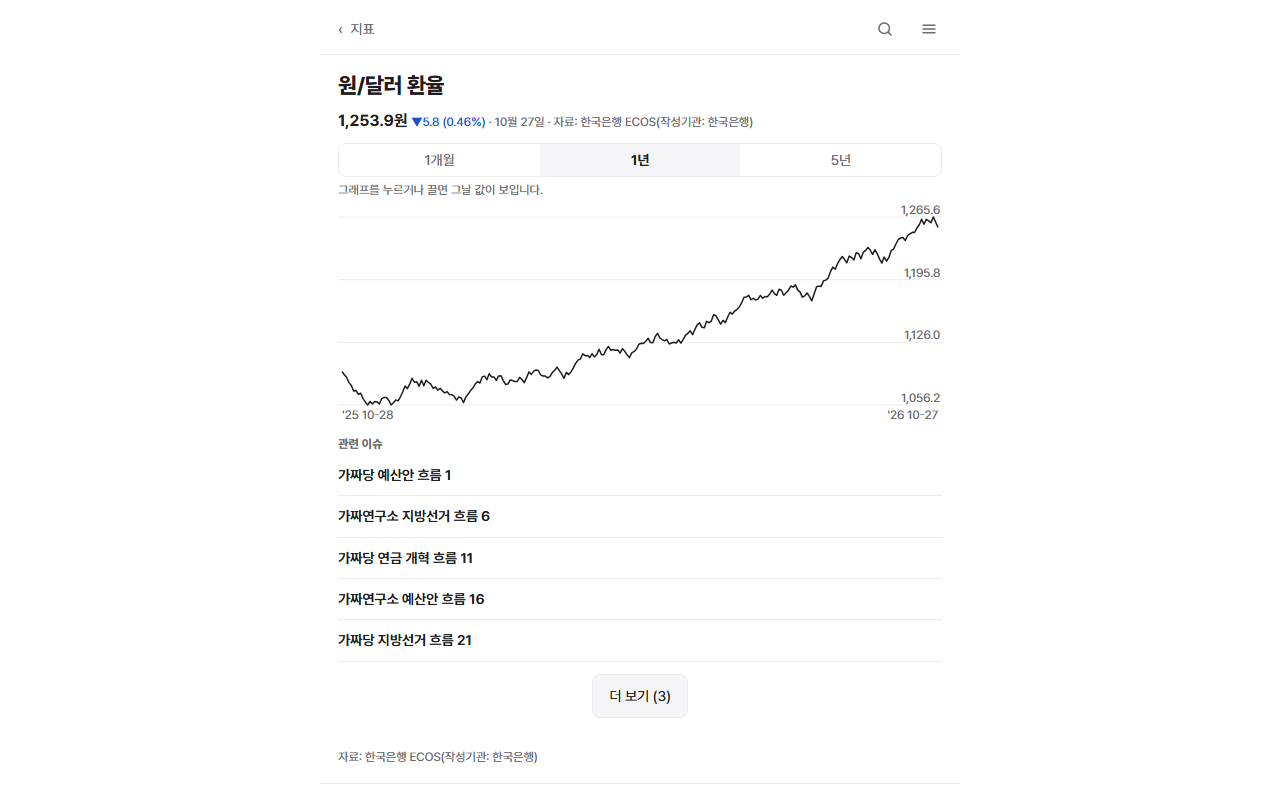 ‹ 지표
원/달러 환율
1,253.9원 ▼5.8 (0.46%) · 10월 27일 · 자료: 한국은행 ECOS(작성기관: 한국은행)
1개월 1년 5년
그래프를 누르거나 끌면 그날 값이 보입니다.
1,265.6
1,195.8
1,126.0
1,056.2
'25 10-28 '26 10-27
관련 이슈
가짜당 예산안 흐름 1
가짜연구소 지방선거 흐름 6
가짜당 연금 개혁 흐름 11
가짜연구소 예산안 흐름 16
가짜당 지방선거 흐름 21
더 보기 (3)
자료: 한국은행 ECOS(작성기관: 한국은행)